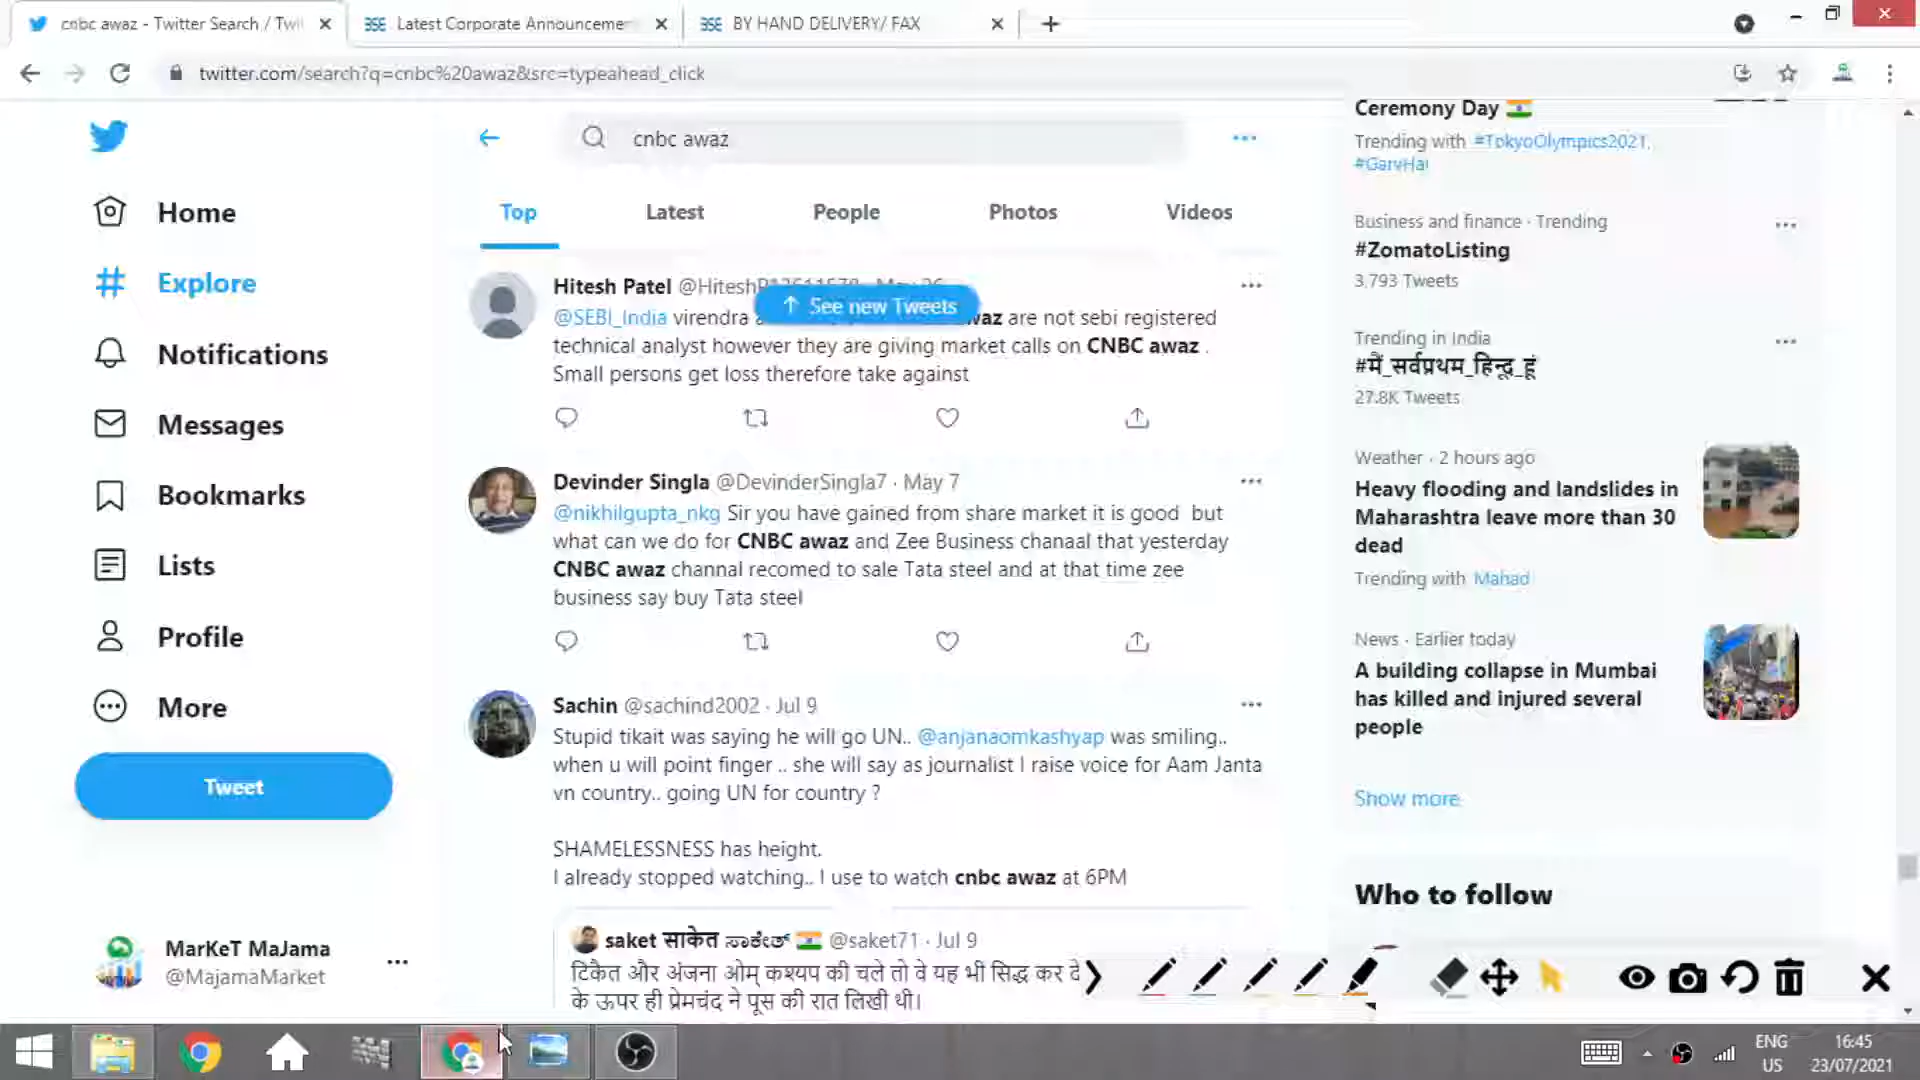 cnbc awaz - Twitter Search / Twi
Latest Corporate Announcemen
BY HAND DELIVERY/ FAX
twitter.com/search?q=cnbc%20awaz&src=typeahead_click
Home
Explore
Notifications
Messages
Bookmarks
Lists
Profile
More
Tweet
MarKeT MaJama
@MajamaMarket
cnbc awaz
Top
Latest
People
Photos
Videos
See new Tweets
Hitesh Patel
@SEBI_India virendra are not sebi registered
technical analyst however they are giving market calls on CNBC awaz .
Small persons get loss therefore take against
Devinder Singla @DevinderSingla7 · May 7
@nikhilgupta_nkg Sir you have gained from share market it is good but
what can we do for CNBC awaz and Zee Business chanaal that yesterday
CNBC awaz channal recomed to sale Tata steel and at that time zee
business say buy Tata steel
Sachin @sachind2002 · Jul 9
Stupid tikait was saying he will go UN.. @anjanaomkashyap was smiling..
when u will point finger .. she will say as journalist I raise voice for Aam Janta
vn country.. going UN for country ?
SHAMELESSNESS has height.
I already stopped watching.. I use to watch cnbc awaz at 6PM
saket साकेत ಸಾಕೇತ್ @saket71 · Jul 9
टिकैत और अंजना ओम् कश्यप की चले तो वे यह भी सिद्ध कर दें
के ऊपर ही प्रेमचंद ने पूस की रात लिखी थी।
Ceremony Day
Trending with #TokyoOlympics2021,
#GarvHai
Business and finance · Trending
#ZomatoListing
3,793 Tweets
Trending in India
#मैं_सर्वप्रथम_हिन्दू_हूं
27.8K Tweets
Weather · 2 hours ago
Heavy flooding and landslides in
Maharashtra leave more than 30
dead
Trending with Mahad
News · Earlier today
A building collapse in Mumbai
has killed and injured several
people
Show more
Who to follow
ENG
US
16:45
23/07/2021